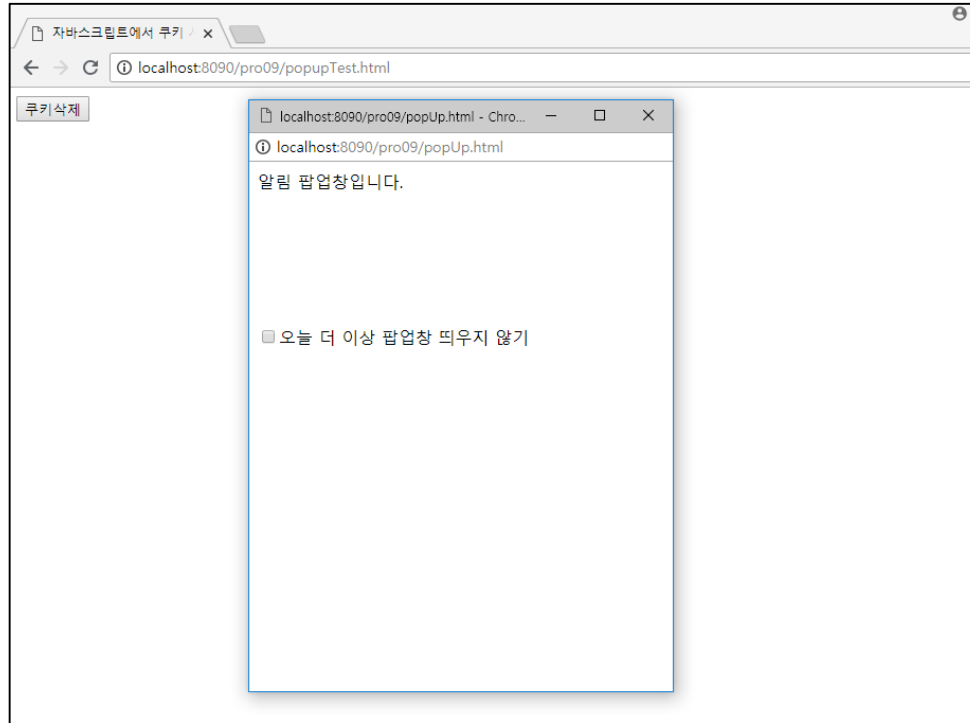 자바스크립트에서 쿠키
localhost:8090/pro09/popupTest.html
쿠키삭제
localhost:8090/pro09/popUp.html - Chro...
localhost:8090/pro09/popUp.html
알림 팝업창입니다.
오늘 더 이상 팝업창 띄우지 않기